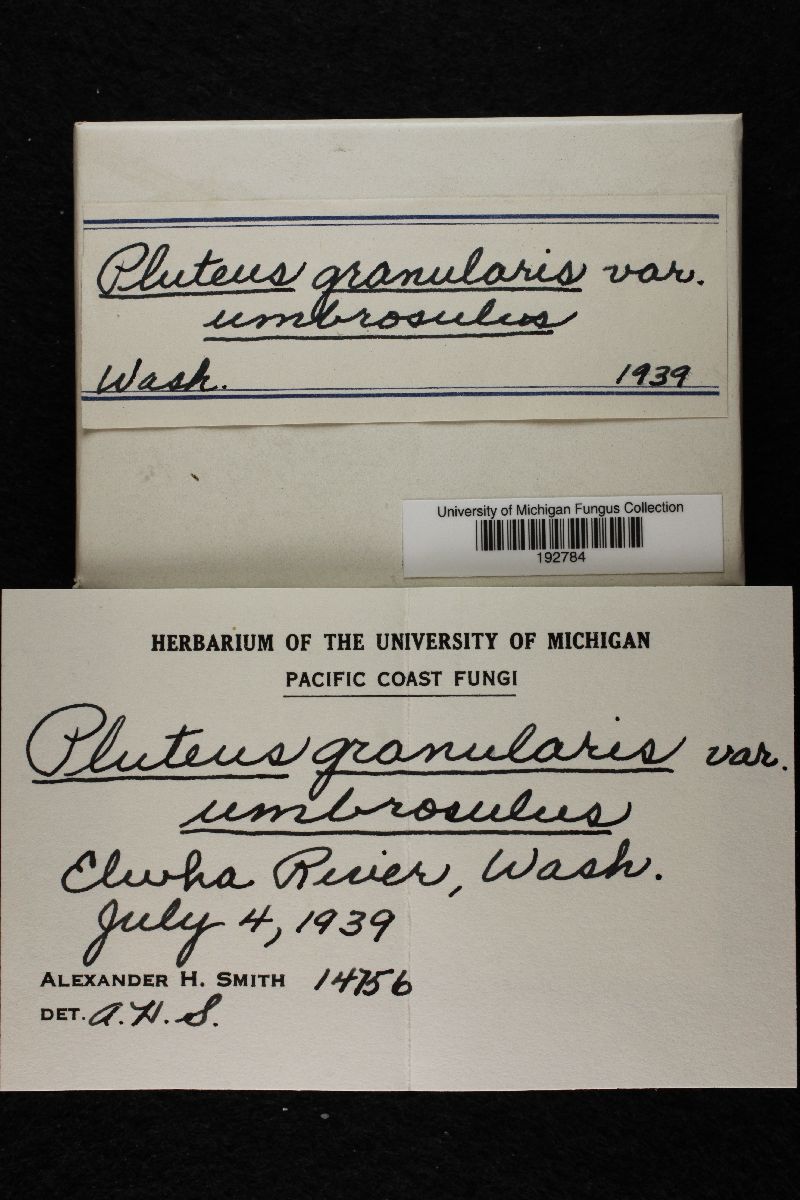 Pluteus granularis var.
umbrosulus
Wash. 1939
University of Michigan Fungus Collection
192784
HERBARIUM OF THE UNIVERSITY OF MICHIGAN
PACIFIC COAST FUNGI
Pluteus granularis var.
umbrosulus
Elwha River, Wash.
July 4, 1939
ALEXANDER H. SMITH 14756
DET. A. H. S.